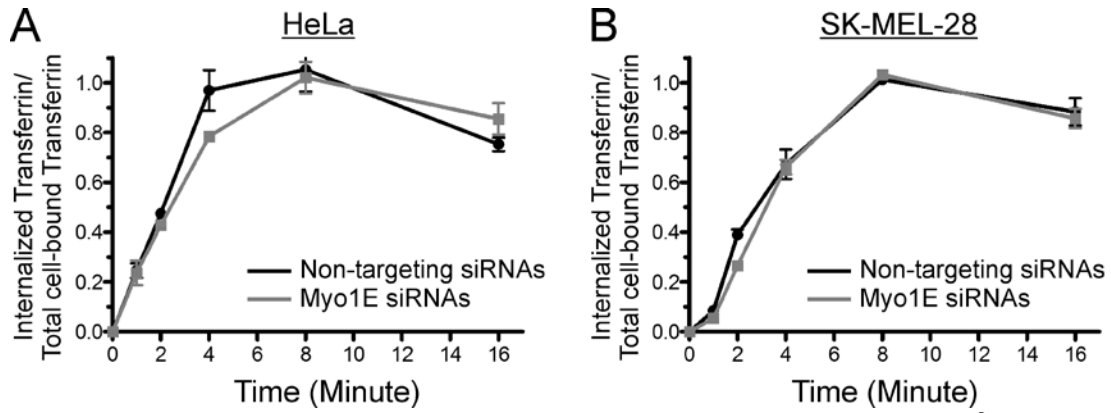 A
HeLa
Internalized Transferrin/
Total cell-bound Transferrin
1.0
0.8
0.6
0.4
0.2
0.0
Non-targeting siRNAs
Myo1E siRNAs
0 2 4 6 8 10 12 14 16
Time (Minute)
B
SK-MEL-28
Internalized Transferrin/
Total cell-bound Transferrin
1.0
0.8
0.6
0.4
0.2
0.0
Non-targeting siRNAs
Myo1E siRNAs
0 2 4 6 8 10 12 14 16
Time (Minute)